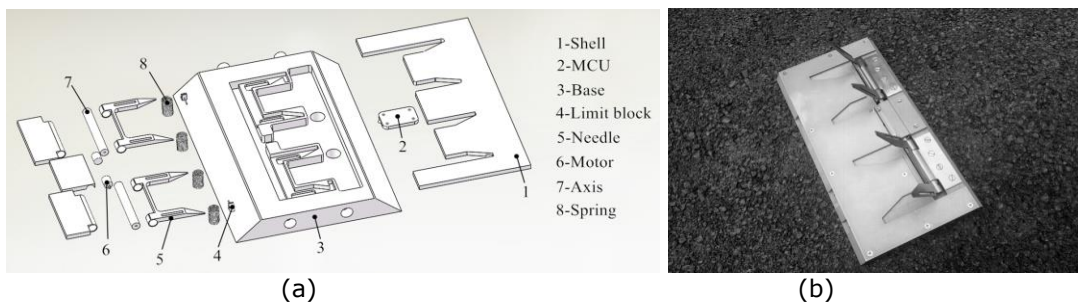 1-Shell
2-MCU
3-Base
4-Limit block
5-Needle
6-Motor
7-Axis
8-Spring
8
7
2
1
6
5
4
3
(a)
(b)